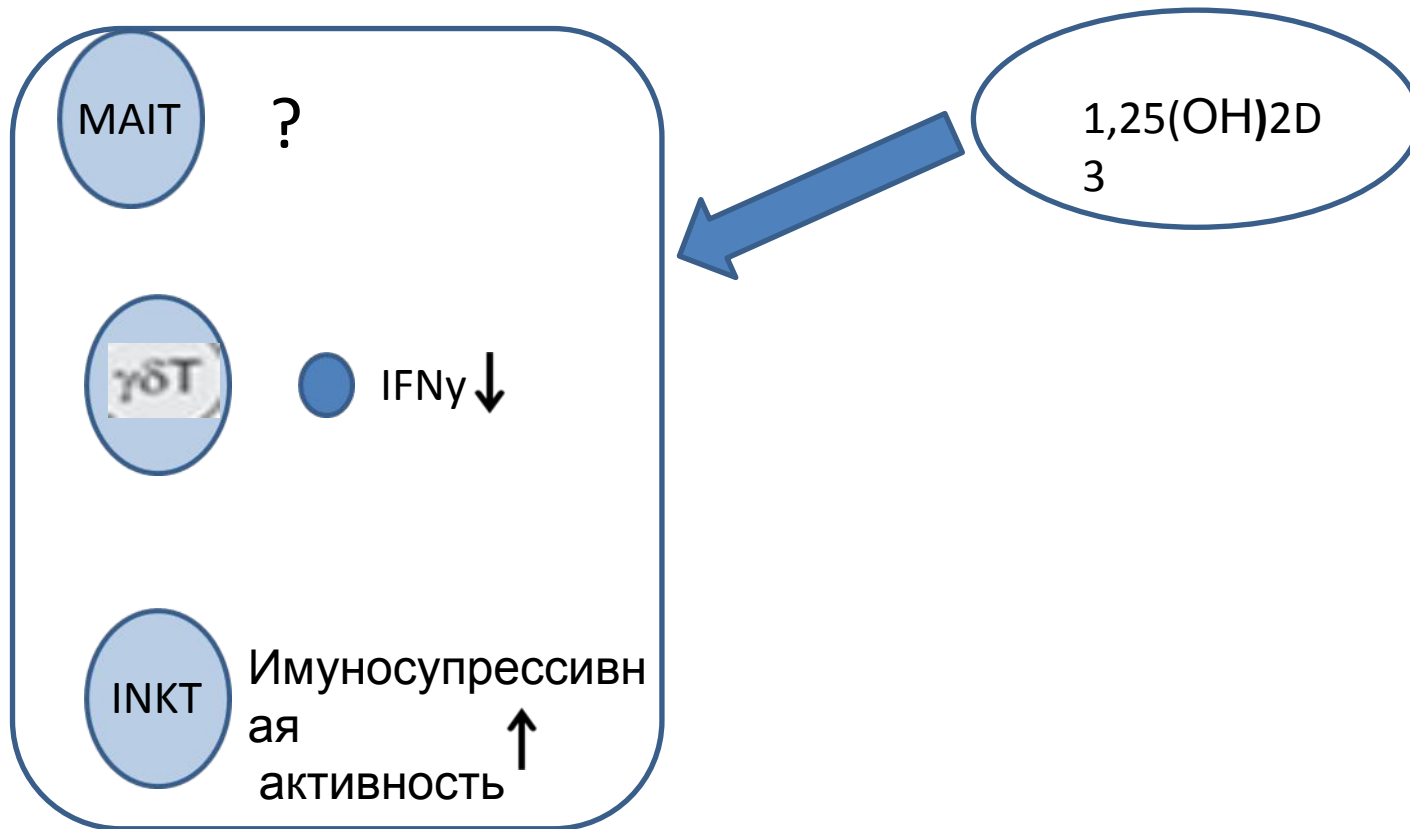 MAIT
?
1,25(OH)2D
3
γδT
IFNy
INKT
Имуносупрессивн
ая
активность